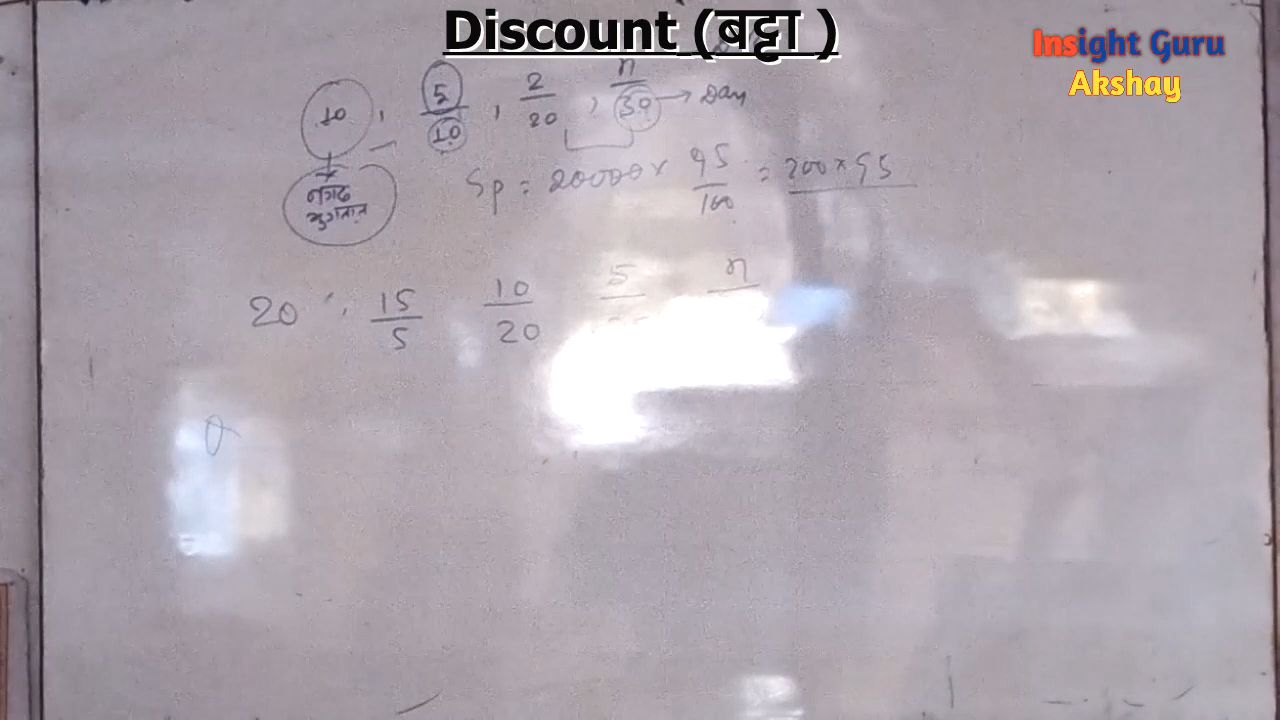 Discount (बट्टा )
Insight Guru
Akshay
10 , 5/10 , 2/20 , n/30 → Day
नगद
भुगतान
Sp = 20000 × 95/100 = 200 × 95
20 , 15/5 10/20 5/ n/